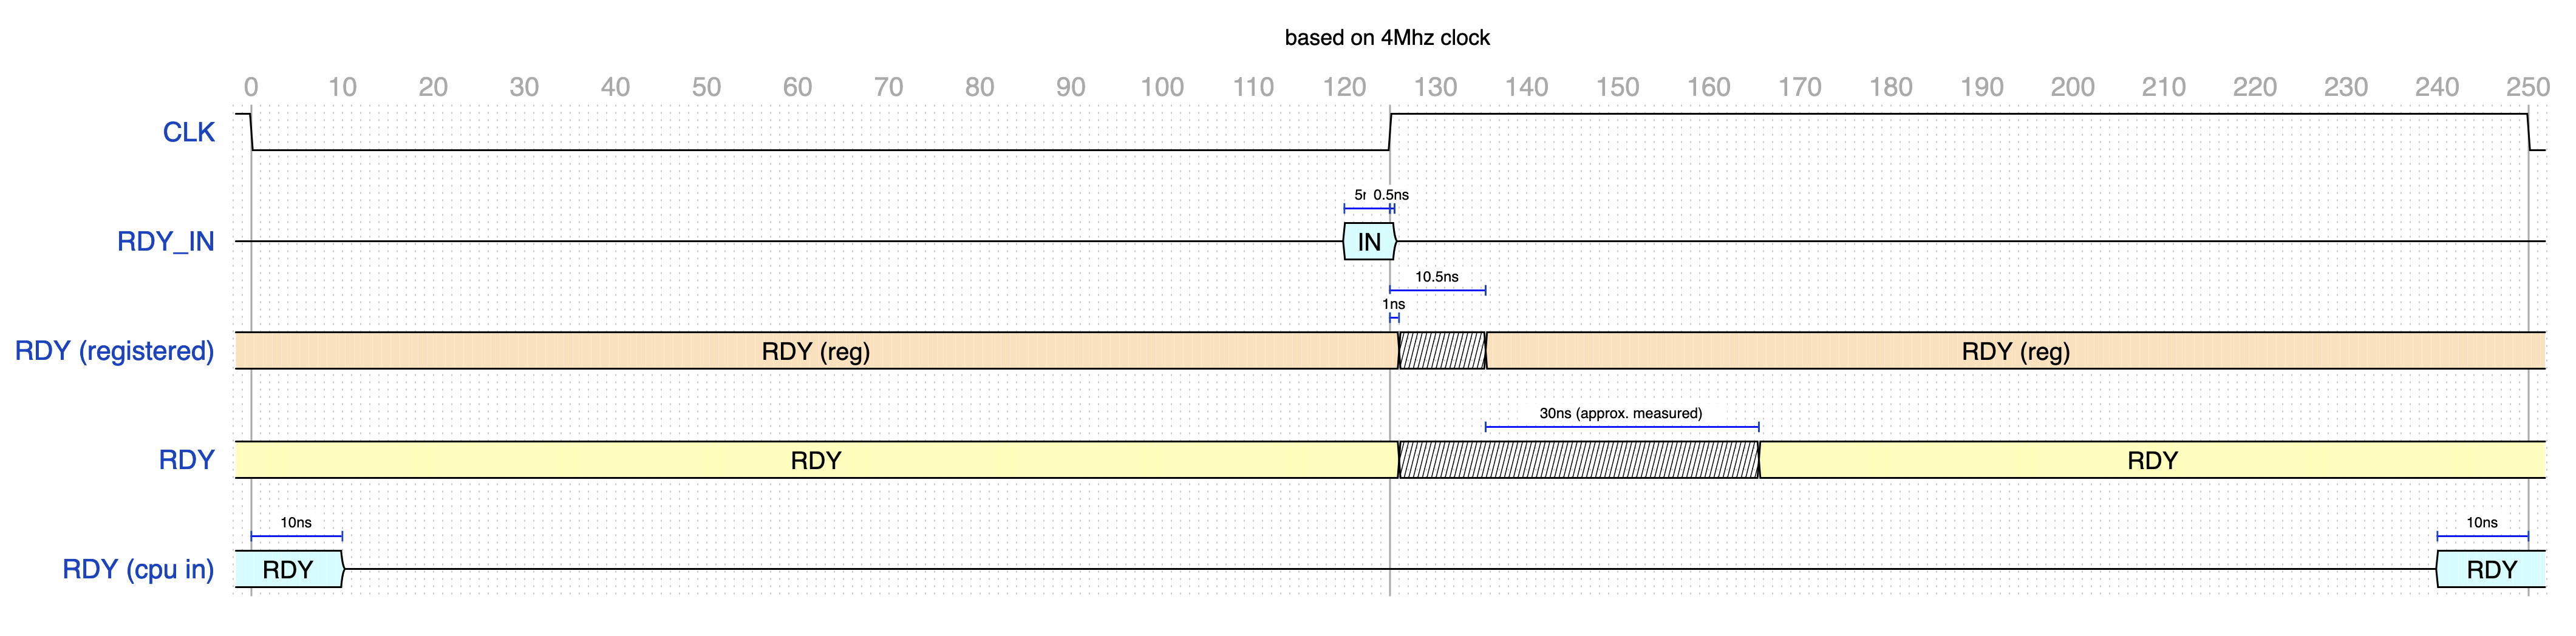 based on 4Mhz clock
0 10 20 30 40 50 60 70 80 90 100 110 120 130 140 150 160 170 180 190 200 210 220 230 240 250
CLK
5r 0.5ns
RDY_IN IN
10.5ns
1ns
RDY (registered) RDY (reg) RDY (reg)
30ns (approx. measured)
RDY RDY RDY
10ns 10ns
RDY (cpu in) RDY RDY